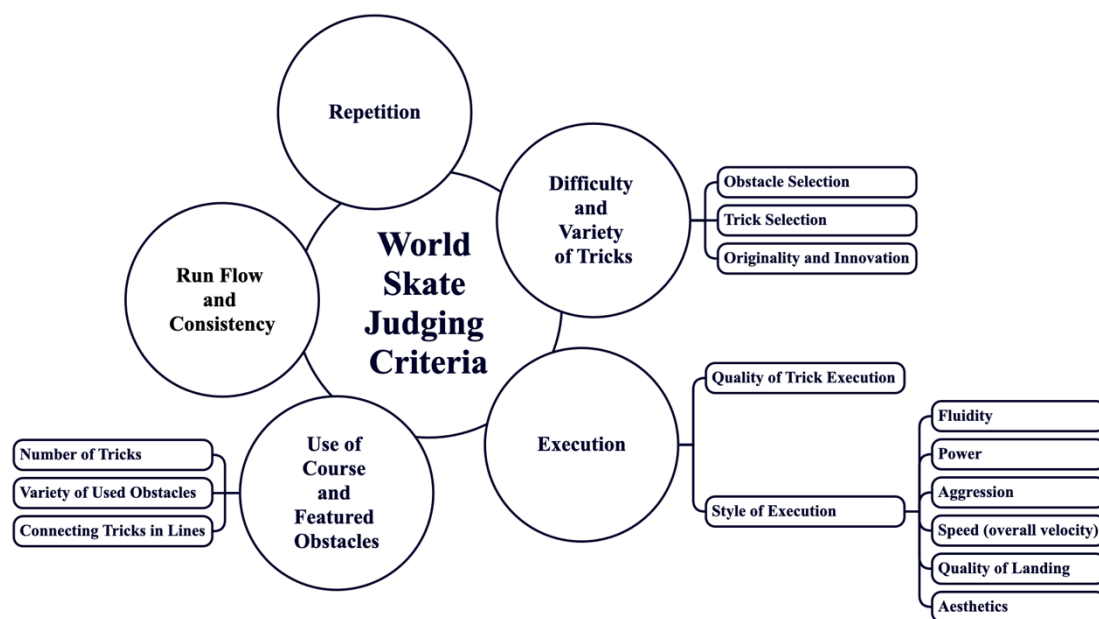 Repetition
Difficulty
and
Variety
of Tricks
Obstacle Selection
Trick Selection
Originality and Innovation
World
Skate
Judging
Criteria
Run Flow
and
Consistency
Execution
Quality of Trick Execution
Style of Execution
Fluidity
Power
Aggression
Speed (overall velocity)
Quality of Landing
Aesthetics
Use of
Course
and
Featured
Obstacles
Number of Tricks
Variety of Used Obstacles
Connecting Tricks in Lines